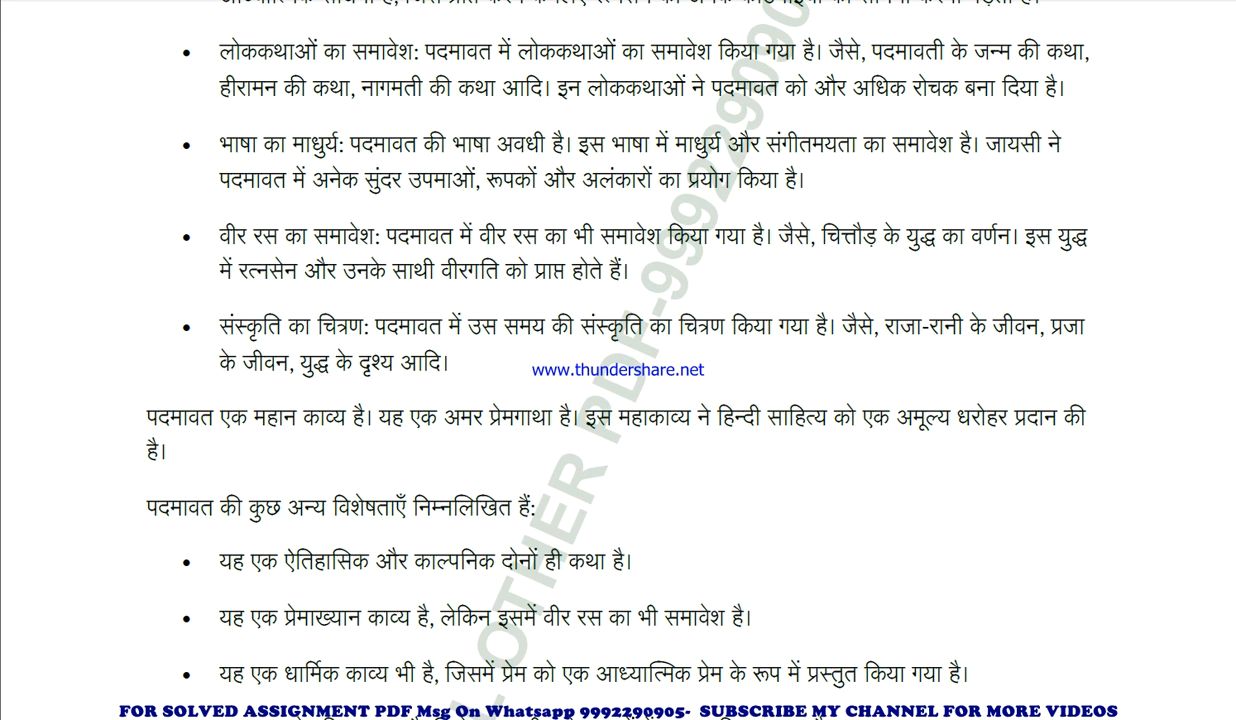 लोककथाओं का समावेश: पदमावत में लोककथाओं का समावेश किया गया है। जैसे, पदमावती के जन्म की कथा,
हीरामन की कथा, नागमती की कथा आदि। इन लोककथाओं ने पदमावत को और अधिक रोचक बना दिया है।
भाषा का माधुर्य: पदमावत की भाषा अवधी है। इस भाषा में माधुर्य और संगीतमयता का समावेश है। जायसी ने
पदमावत में अनेक सुंदर उपमाओं, रूपकों और अलंकारों का प्रयोग किया है।
वीर रस का समावेश: पदमावत में वीर रस का भी समावेश किया गया है। जैसे, चित्तौड़ के युद्ध का वर्णन। इस युद्ध
में रत्नसेन और उनके साथी वीरगति को प्राप्त होते हैं।
संस्कृति का चित्रण: पदमावत में उस समय की संस्कृति का चित्रण किया गया है। जैसे, राजा-रानी के जीवन, प्रजा
के जीवन, युद्ध के दृश्य आदि।
www.thundershare.net
पदमावत एक महान काव्य है। यह एक अमर प्रेमगाथा है। इस महाकाव्य ने हिन्दी साहित्य को एक अमूल्य धरोहर प्रदान की
है।
पदमावत की कुछ अन्य विशेषताएँ निम्नलिखित हैं:
यह एक ऐतिहासिक और काल्पनिक दोनों ही कथा है।
यह एक प्रेमाख्यान काव्य है, लेकिन इसमें वीर रस का भी समावेश है।
यह एक धार्मिक काव्य भी है, जिसमें प्रेम को एक आध्यात्मिक प्रेम के रूप में प्रस्तुत किया गया है।
OTHER PDF-999229090
FOR SOLVED ASSIGNMENT PDF Msg On Whatsapp 9992290905- SUBSCRIBE MY CHANNEL FOR MORE VIDEOS